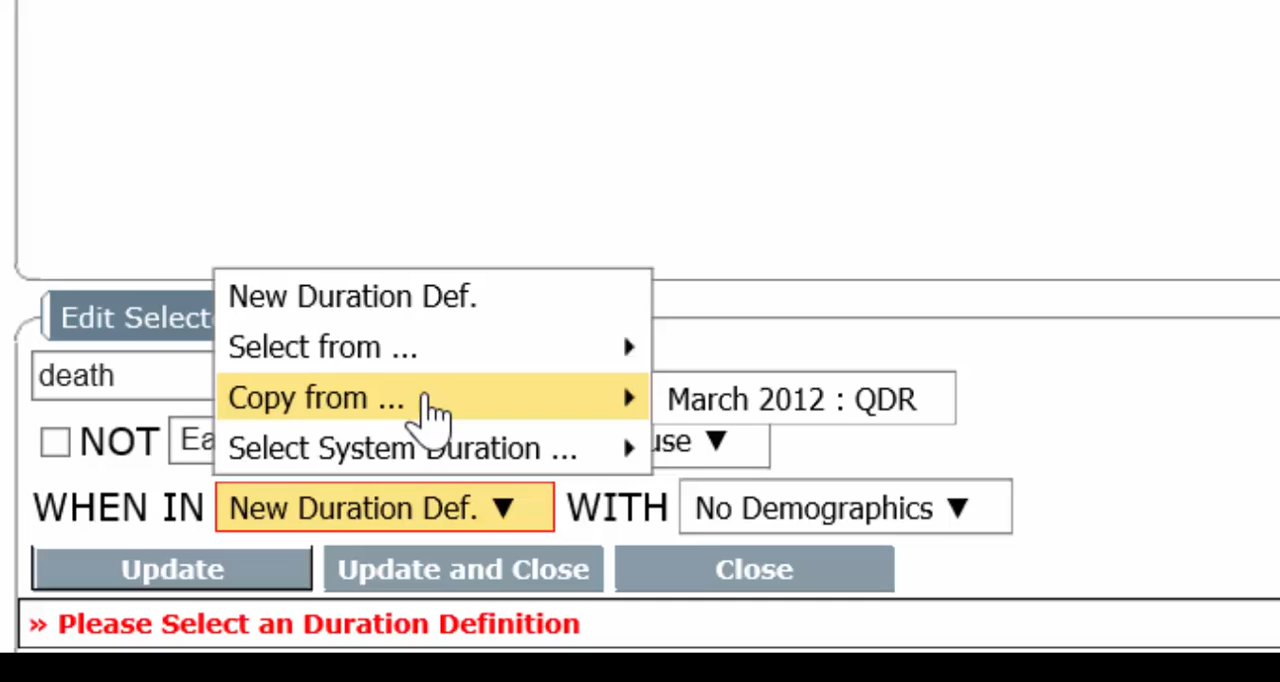 New Duration Def.
Edit Select
Select from ...
death
Copy from ...
March 2012 : QDR
NOT
Select System Duration ...
WHEN IN New Duration Def. ▼ WITH No Demographics ▼
Update Update and Close Close
» Please Select an Duration Definition